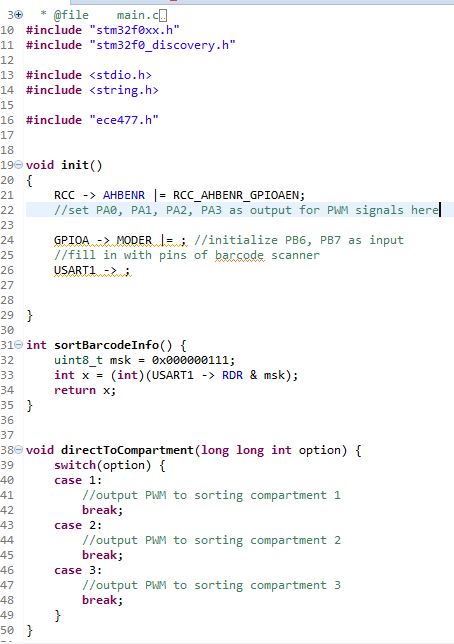 3 * @file    main.c
10 #include "stm32f0xx.h"
11 #include "stm32f0_discovery.h"
12
13 #include <stdio.h>
14 #include <string.h>
15
16 #include "ece477.h"
17
18
19 void init()
20 {
21     RCC -> AHBENR |= RCC_AHBENR_GPIOAEN;
22     //set PA0, PA1, PA2, PA3 as output for PWM signals here
23
24     GPIOA -> MODER |= ; //initialize PB6, PB7 as input
25     //fill in with pins of barcode scanner
26     USART1 -> ;
27
28
29 }
30
31 int sortBarcodeInfo() {
32     uint8_t msk = 0x000000111;
33     int x = (int)(USART1 -> RDR & msk);
34     return x;
35 }
36
37
38 void directToCompartment(long long int option) {
39     switch(option) {
40     case 1:
41         //output PWM to sorting compartment 1
42         break;
43     case 2:
44         //output PWM to sorting compartment 2
45         break;
46     case 3:
47         //output PWM to sorting compartment 3
48         break;
49     }
50 }